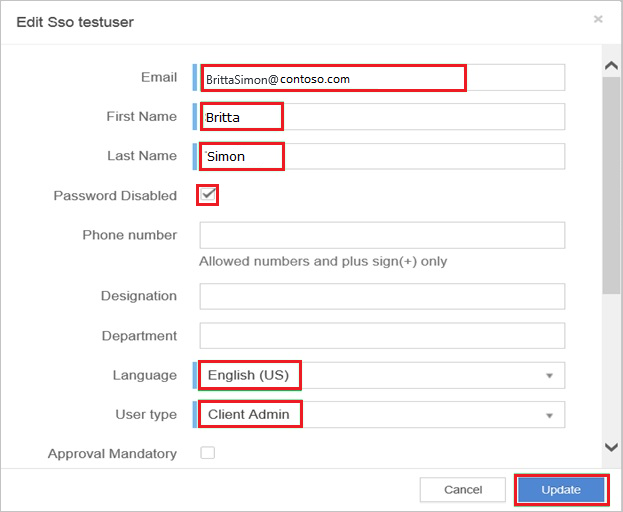 Edit Sso testuser
Email BrittaSimon@contoso.com
First Name Britta
Last Name Simon
Password Disabled
Phone number
Allowed numbers and plus sign(+) only
Designation
Department
Language English (US)
User type Client Admin
Approval Mandatory
Cancel Update